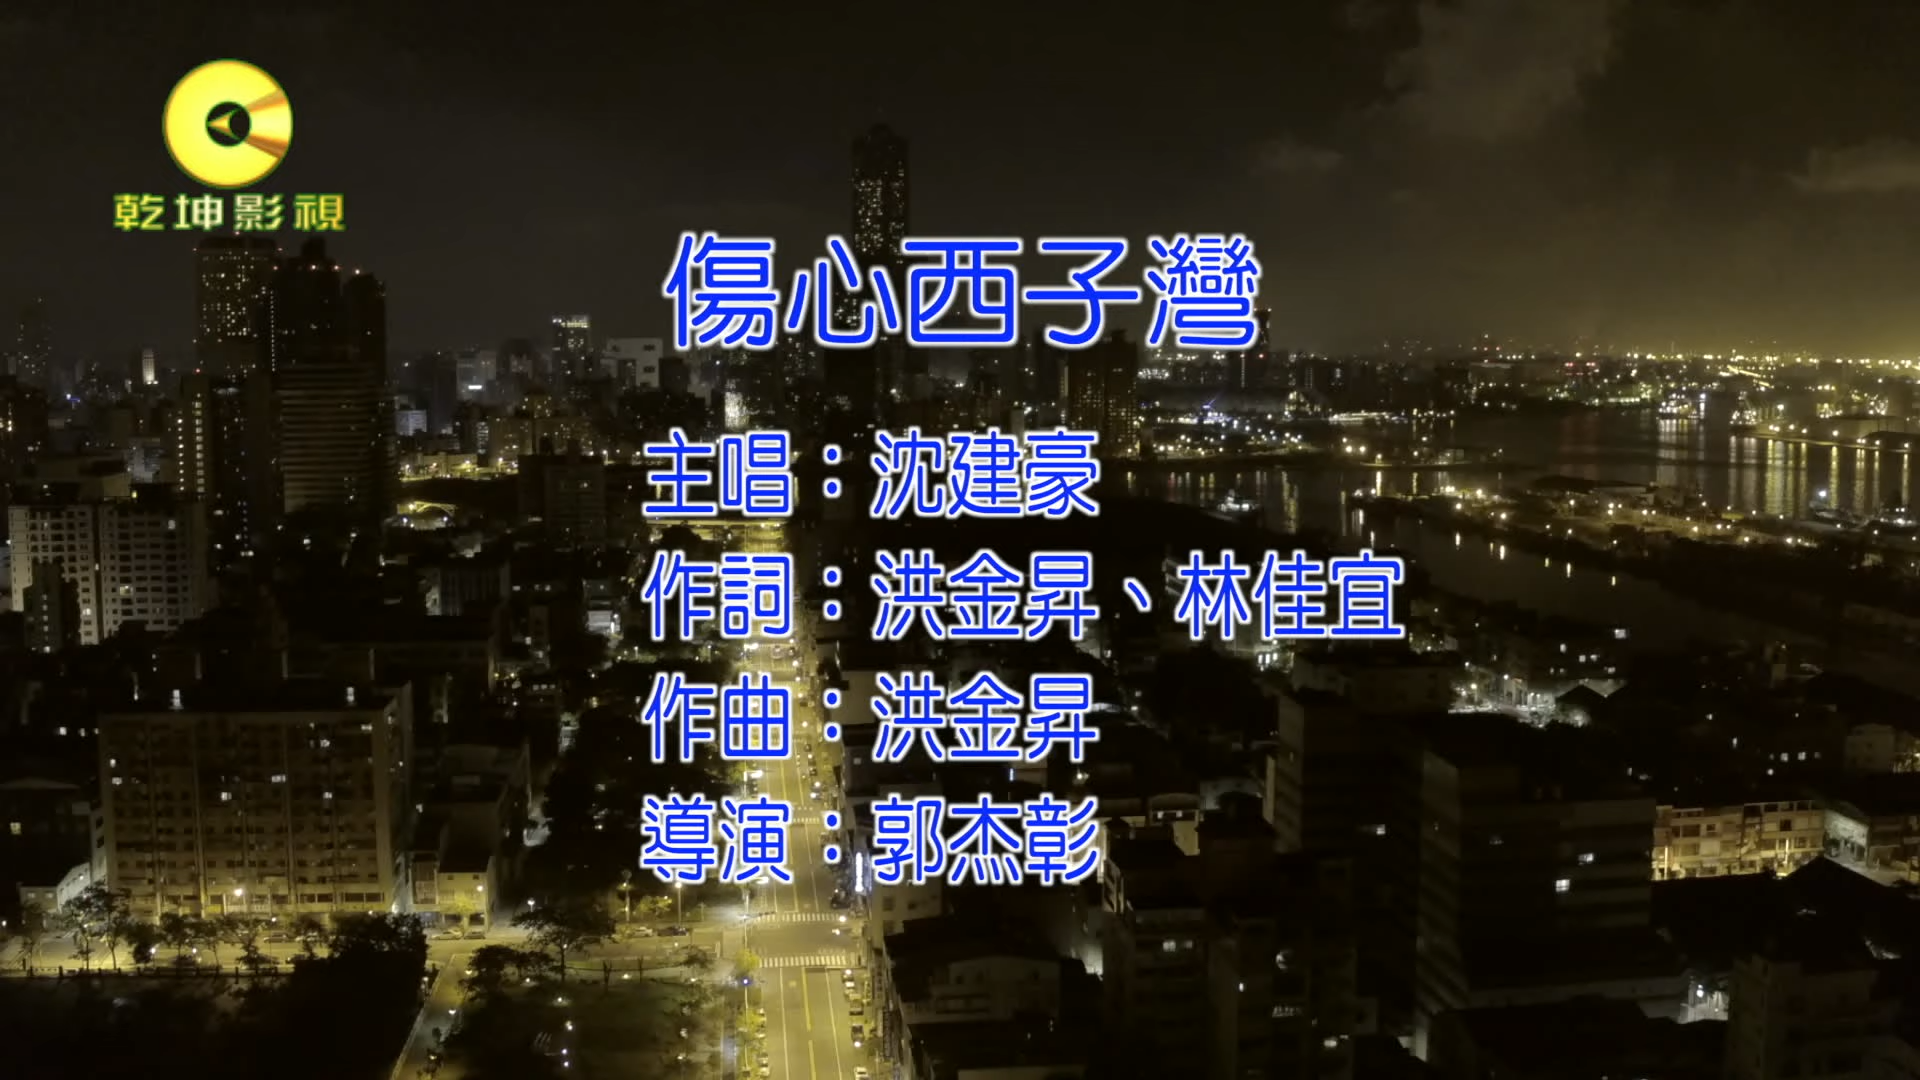 乾坤影視
傷心西子灣
主唱：沈建豪
作詞：洪金昇、林佳宜
作曲：洪金昇
導演：郭杰彰